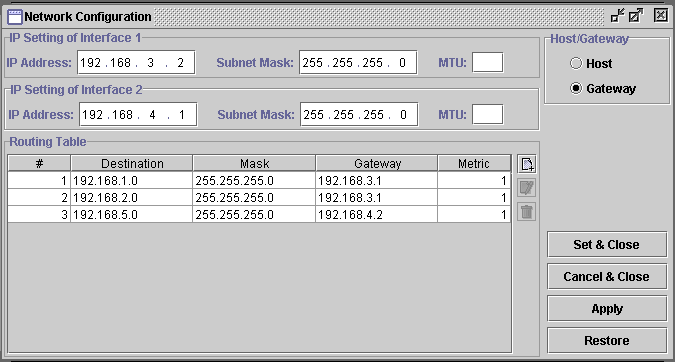 Network Configuration
IP Setting of Interface 1
IP Address: 192 . 168 . 3 . 2 Subnet Mask: 255 . 255 . 255 . 0 MTU:
IP Setting of Interface 2
IP Address: 192 . 168 . 4 . 1 Subnet Mask: 255 . 255 . 255 . 0 MTU:
Host/Gateway
Host
Gateway
Routing Table
# Destination Mask Gateway Metric
1 192.168.1.0 255.255.255.0 192.168.3.1 1
2 192.168.2.0 255.255.255.0 192.168.3.1 1
3 192.168.5.0 255.255.255.0 192.168.4.2 1
Set & Close
Cancel & Close
Apply
Restore